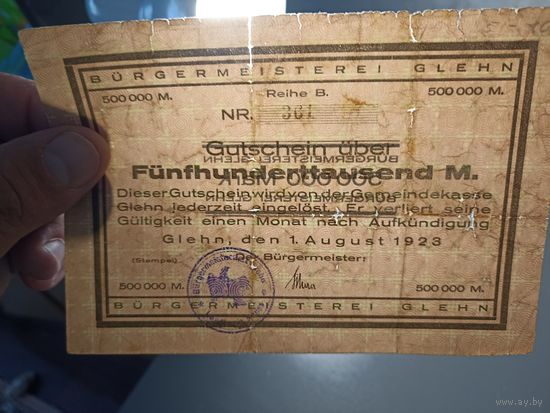 BÜRGERMEISTEREI GLEHN
500 000 M. Reihe B. 500 000 M.
NR. 361
Gutschein über
Fünfhunderttausend M.
Dieser Gutschein wird von der Gemeindekasse
Glehn jederzeit eingelöst. Er verliert seine
Gültigkeit einen Monat nach Aufkündigung
Glehn, den 1. August 1923
(Stempel) Der Bürgermeister:
500 000 M. 500 000 M.
BÜRGERMEISTEREI GLEHN
www.ay.by